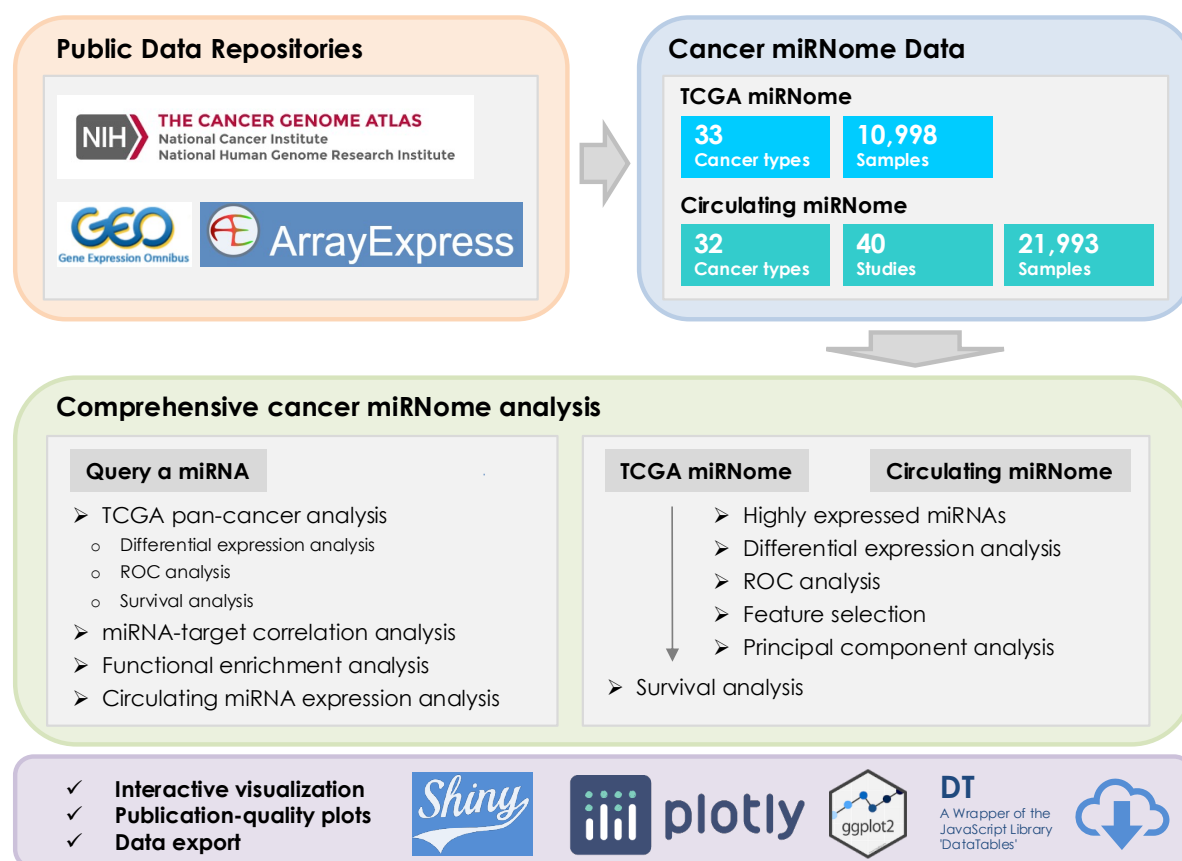 Public Data Repositories
NIH
THE CANCER GENOME ATLAS
National Cancer Institute
National Human Genome Research Institute
GEO
Gene Expression Omnibus
AE
ArrayExpress
Cancer miRNome Data
TCGA miRNome
33
Cancer types
10,998
Samples
Circulating miRNome
32
Cancer types
40
Studies
21,993
Samples
Comprehensive cancer miRNome analysis
Query a miRNA
➢ TCGA pan-cancer analysis
o Differential expression analysis
o ROC analysis
o Survival analysis
➢ miRNA-target correlation analysis
➢ Functional enrichment analysis
➢ Circulating miRNA expression analysis
TCGA miRNome
Circulating miRNome
➢ Highly expressed miRNAs
➢ Differential expression analysis
➢ ROC analysis
➢ Feature selection
➢ Principal component analysis
➢ Survival analysis
✓ Interactive visualization
✓ Publication-quality plots
✓ Data export
Shiny
plotly
ggplot2
DT
A Wrapper of the
JavaScript Library
'DataTables'